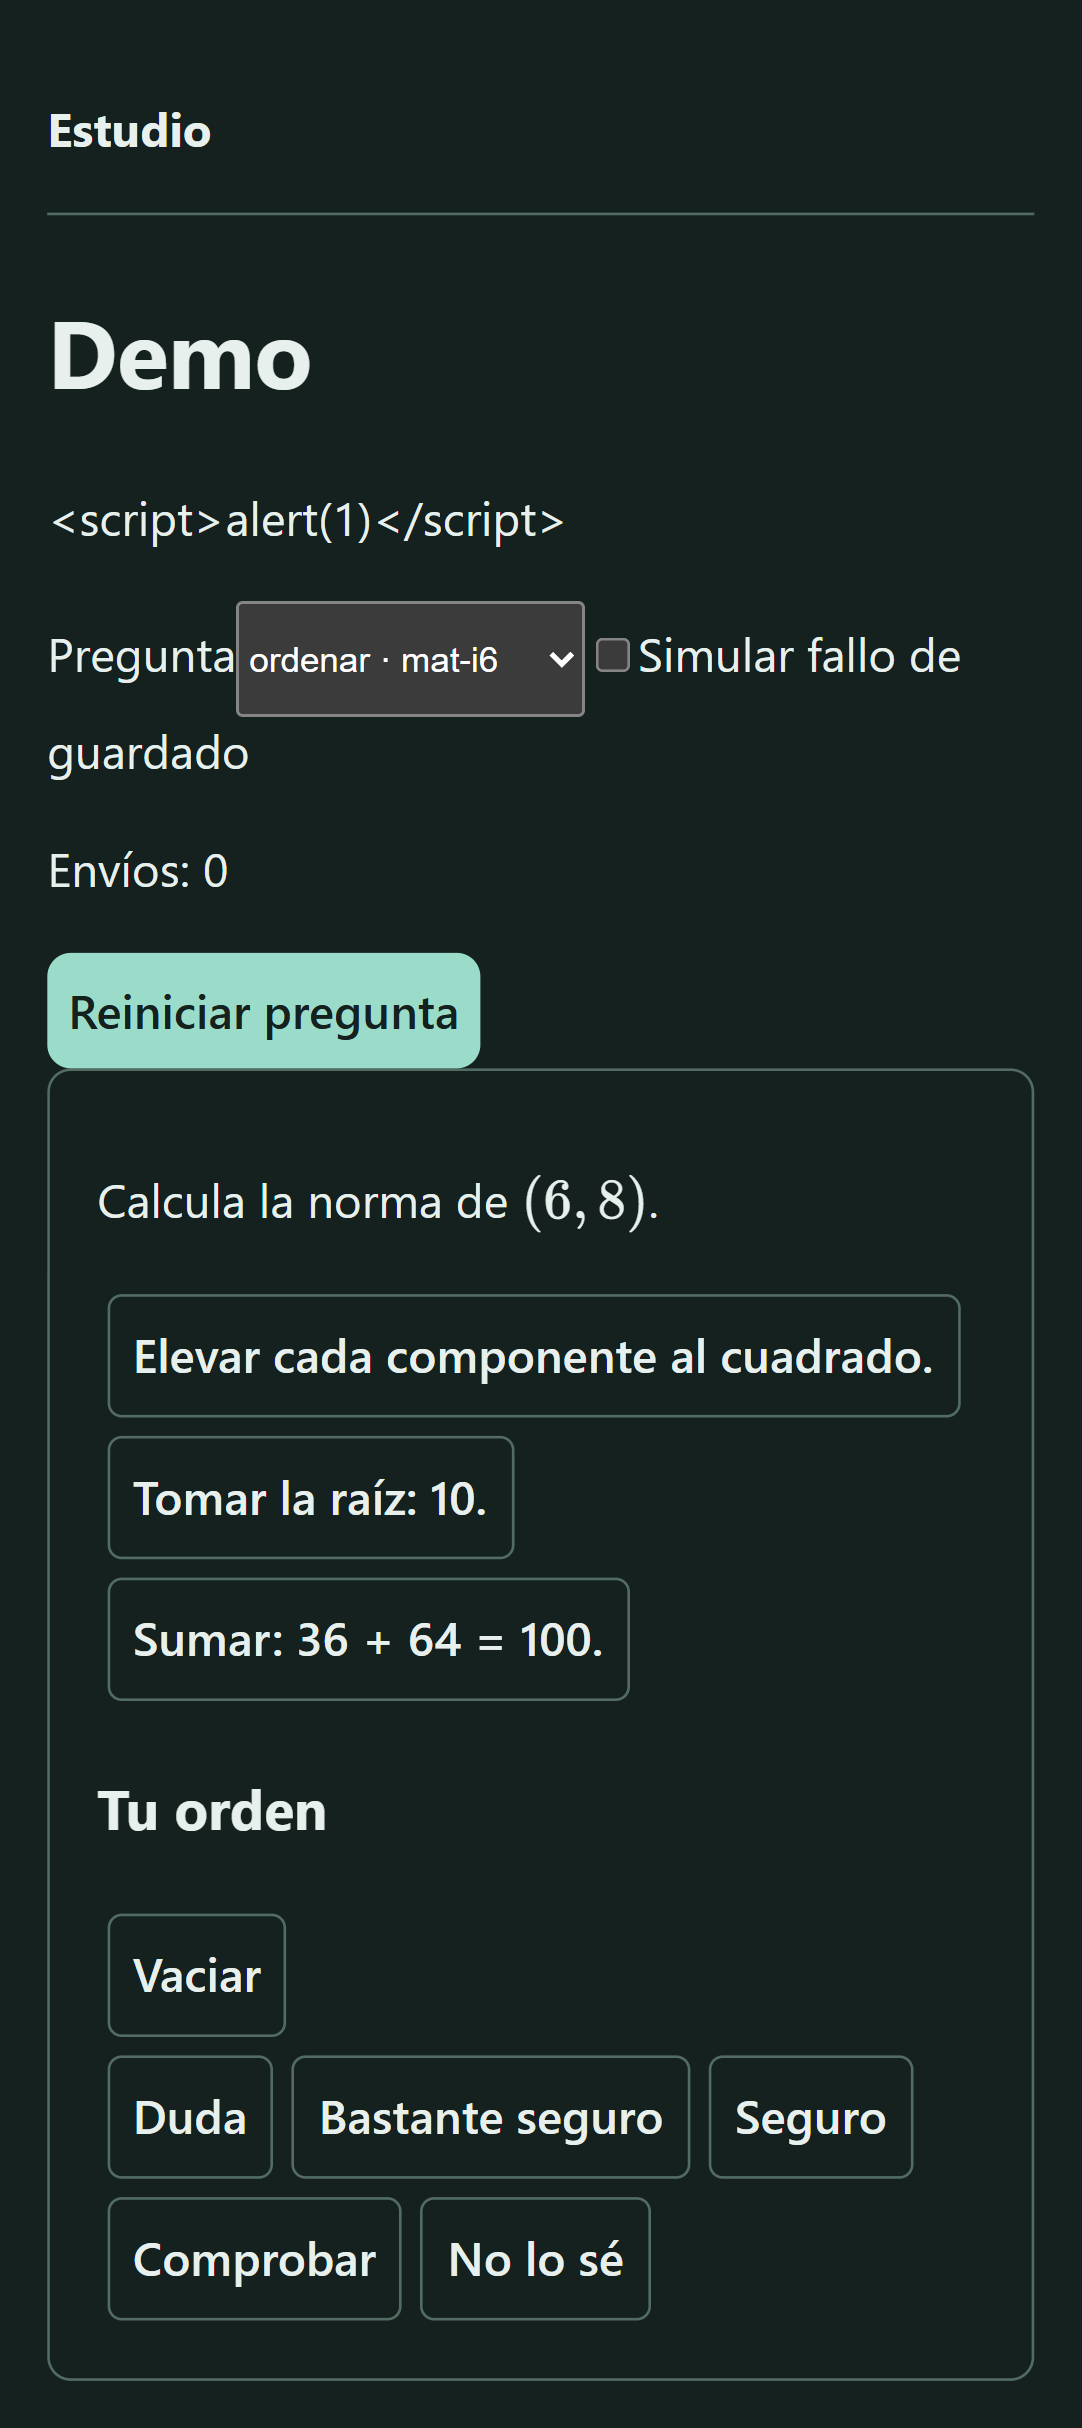 Estudio
Demo
<script>alert(1)</script>
Pregunta ordenar · mat-i6 Simular fallo de
guardado
Envíos: 0
Reiniciar pregunta
Calcula la norma de (6, 8).
Elevar cada componente al cuadrado.
Tomar la raíz: 10.
Sumar: 36 + 64 = 100.
Tu orden
Vaciar
Duda Bastante seguro Seguro
Comprobar No lo sé